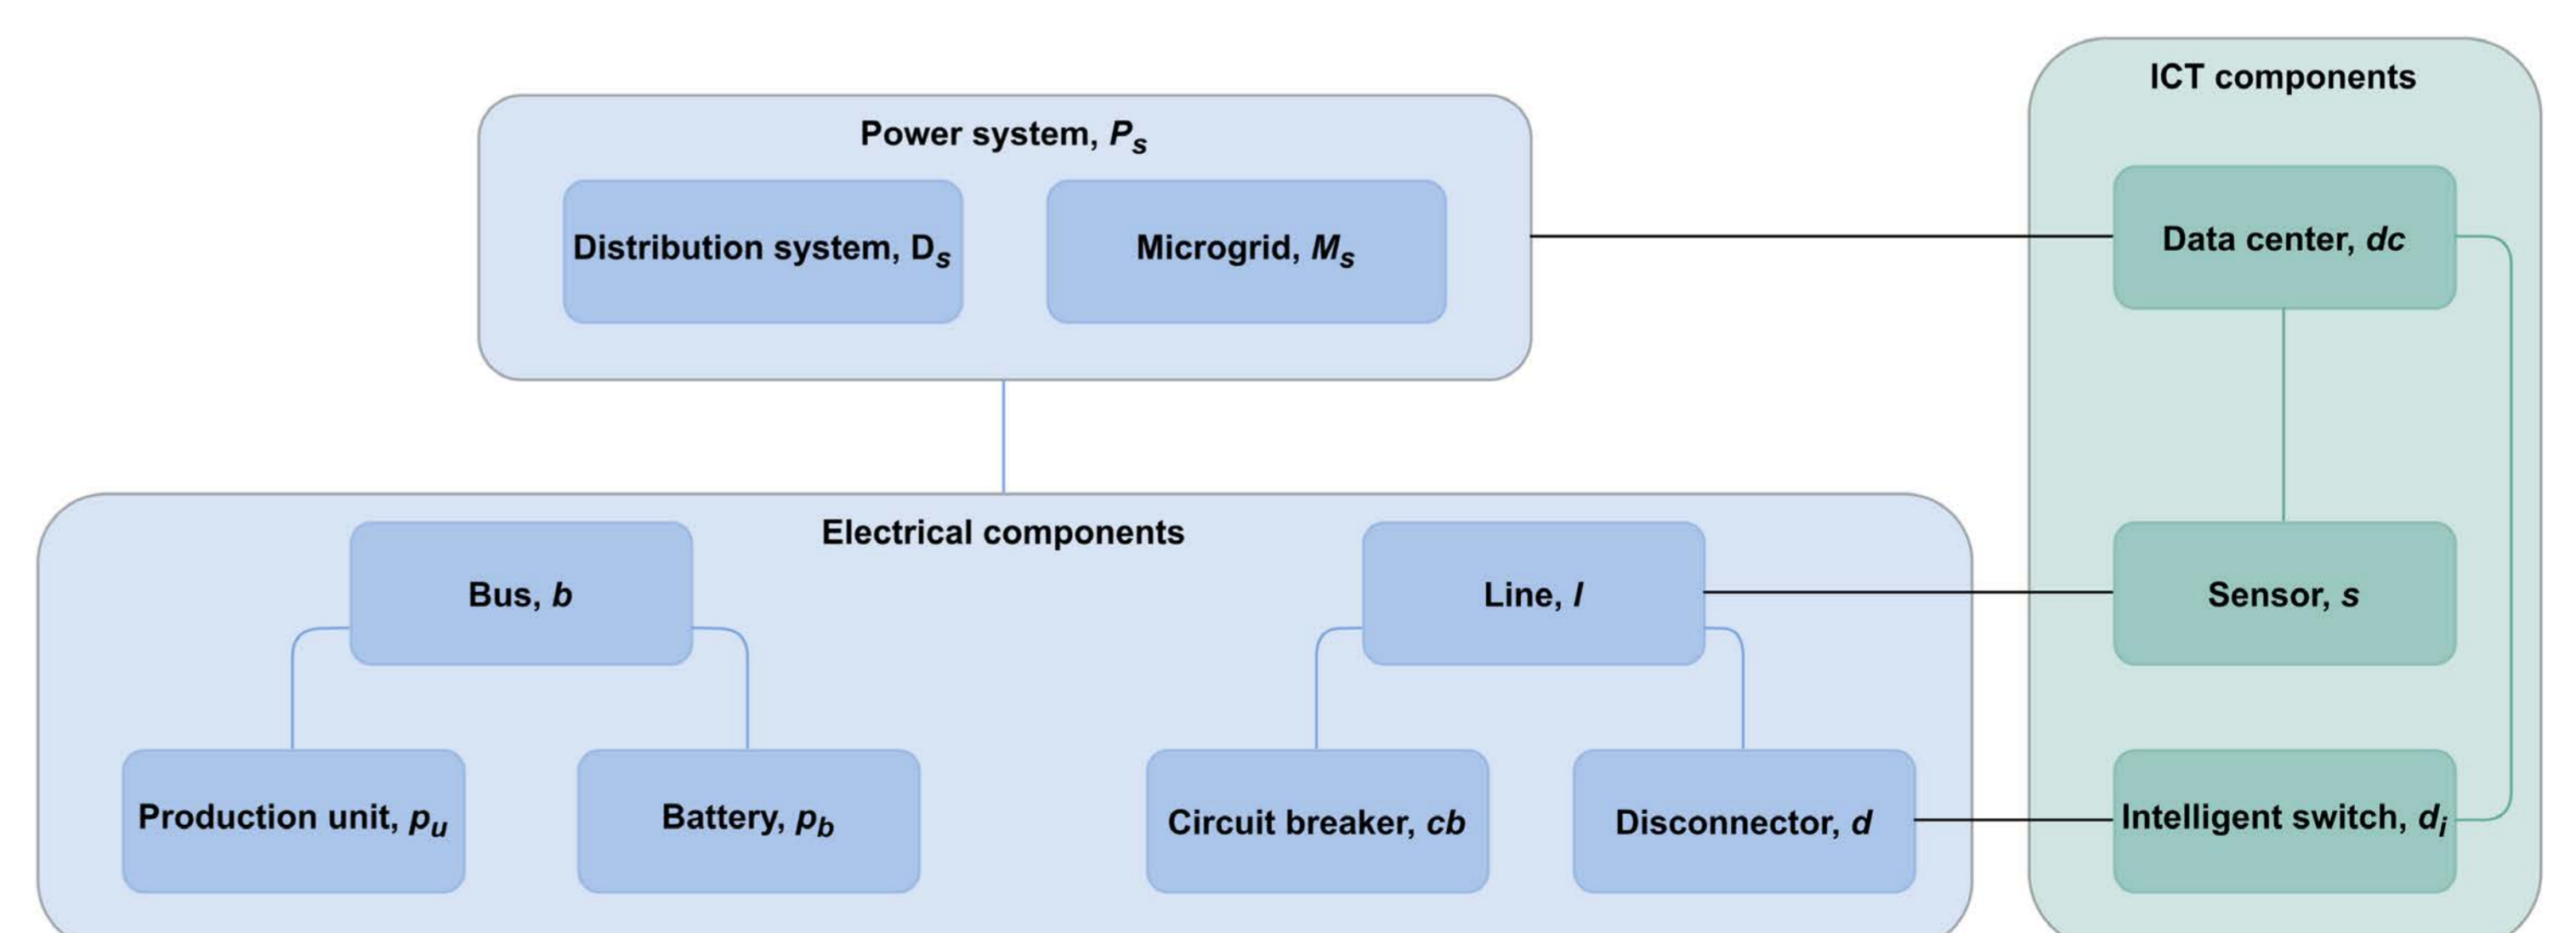 ICT components
Power system, Ps
Distribution system, Ds
Microgrid, Ms
Data center, dc
Electrical components
Bus, b
Line, l
Sensor, s
Production unit, pu
Battery, pb
Circuit breaker, cb
Disconnector, d
Intelligent switch, di